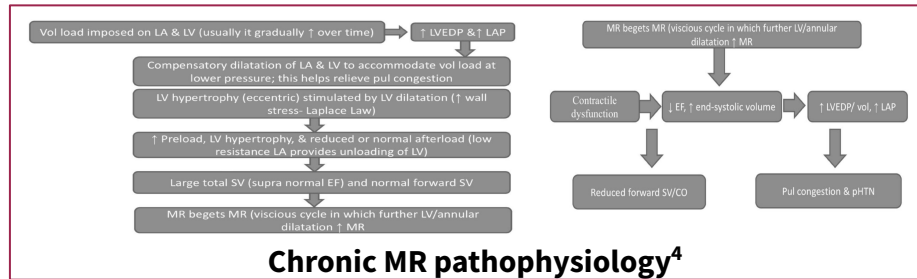 Vol load imposed on LA & LV (usually it gradually ↑ over time)
↑ LVEDP &↑ LAP
Compensatory dilatation of LA & LV to accommodate vol load at
lower pressure; this helps relieve pul congestion
LV hypertrophy (eccentric) stimulated by LV dilatation (↑ wall
stress- Laplace Law)
↑ Preload, LV hypertrophy, & reduced or normal afterload (low
resistance LA provides unloading of LV)
Large total SV (supra normal EF) and normal forward SV
MR begets MR (viscious cycle in which further LV/annular
dilatation ↑ MR
MR begets MR (viscious cycle in which further LV/annular
dilatation ↑ MR
Contractile
dysfunction
↓ EF, ↑ end-systolic volume
↑ LVEDP/ vol, ↑ LAP
Reduced forward SV/CO
Pul congestion & pHTN
Chronic MR pathophysiology⁴